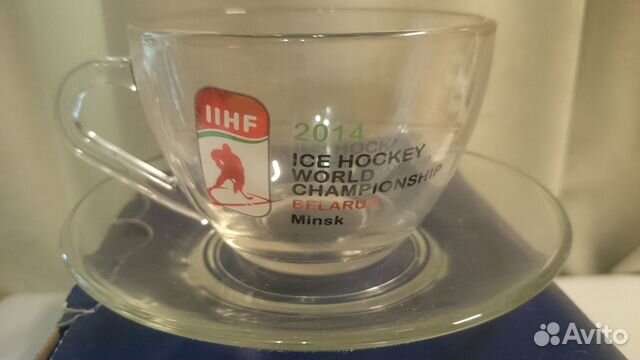 IIHF
2014
ICE HOCKEY
WORLD
CHAMPIONSHIP
BELARUS
Minsk
Avito